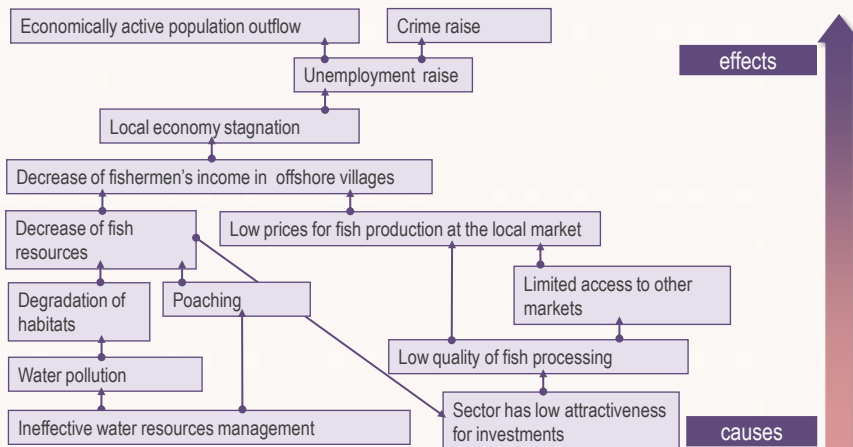 Economically active population outflow
Crime raise
effects
Unemployment raise
Local economy stagnation
Decrease of fishermen's income in offshore villages
Decrease of fish
resources
Low prices for fish production at the local market
Degradation of
habitats
Poaching
Limited access to other
markets
Water pollution
Low quality of fish processing
Ineffective water resources management
Sector has low attractiveness
for investments
causes